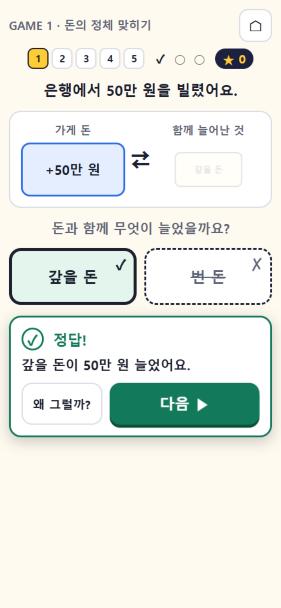 GAME 1 · 돈의 정체 맞히기
1 2 3 4 5 ✓ ○ ○ ★ 0
은행에서 50만 원을 빌렸어요.
가게 돈 함께 늘어난 것
+50만 원 ⇄ 갚을 돈
돈과 함께 무엇이 늘었을까요?
갚을 돈 ✓ 번 돈 ✗
✓ 정답!
갚을 돈이 50만 원 늘었어요.
왜 그럴까? 다음 ▶